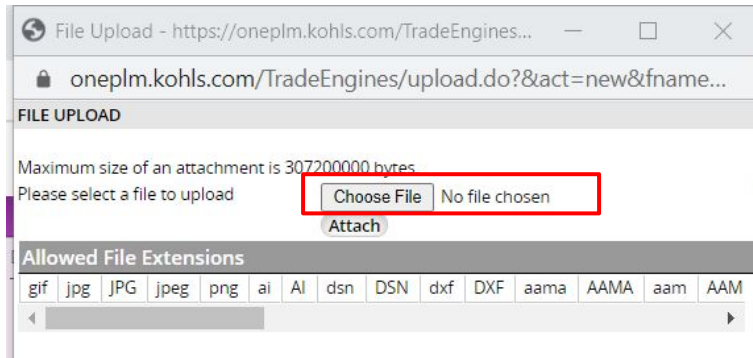 File Upload - https://oneplm.kohls.com/TradeEngines...
oneplm.kohls.com/TradeEngines/upload.do?&act=new&fname...
FILE UPLOAD
Maximum size of an attachment is 307200000 bytes
Please select a file to upload Choose File No file chosen
Attach
Allowed File Extensions
gif jpg JPG jpeg png ai AI dsn DSN dxf DXF aama AAMA aam AAM